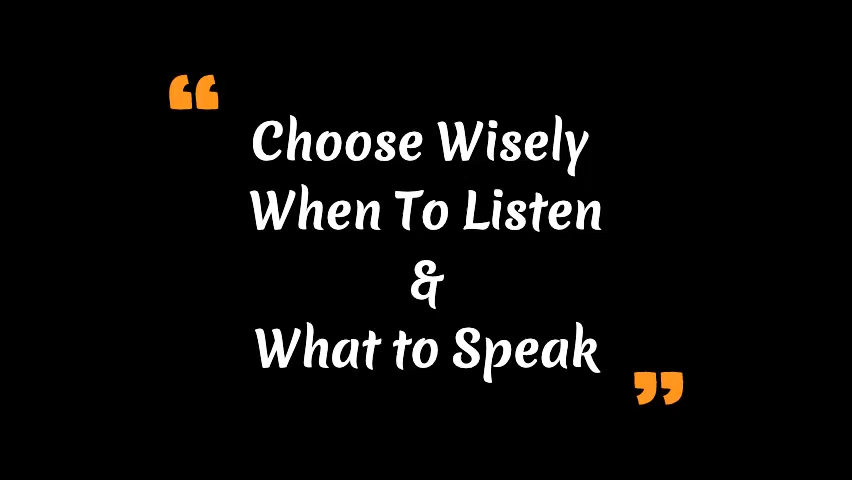 “
Choose Wisely
When To Listen
&
What to Speak
”